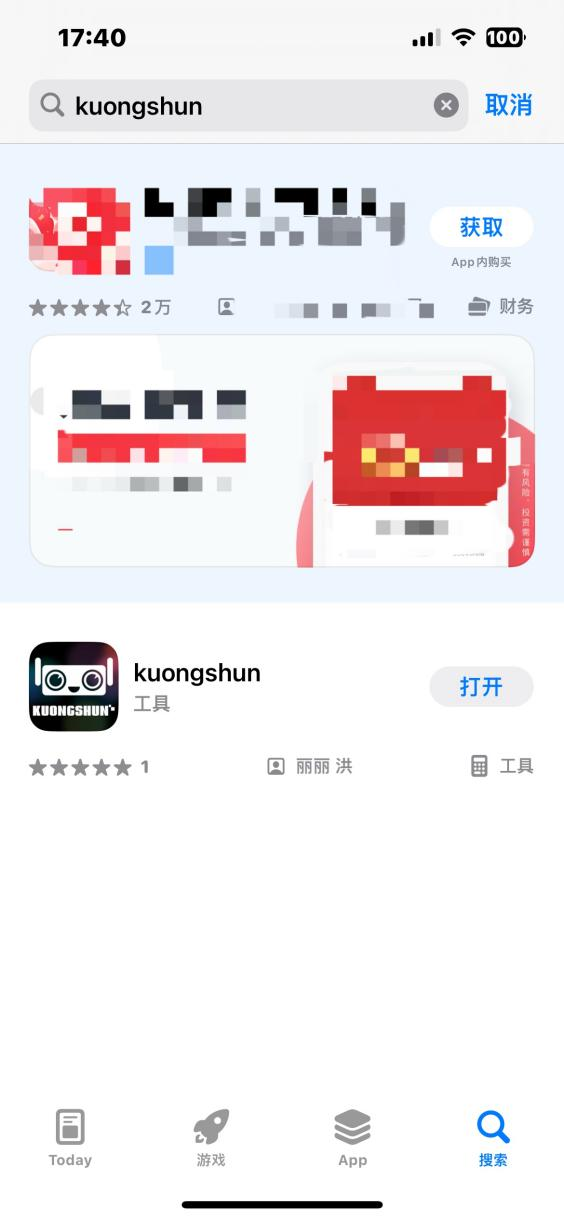 17:40
100
kuongshun
取消
获取
App内购买
2万
财务
有风险，投资需谨慎
kuongshun
打开
工具
KUONGSHUN
1
丽丽 洪
工具
Today
游戏
App
搜索